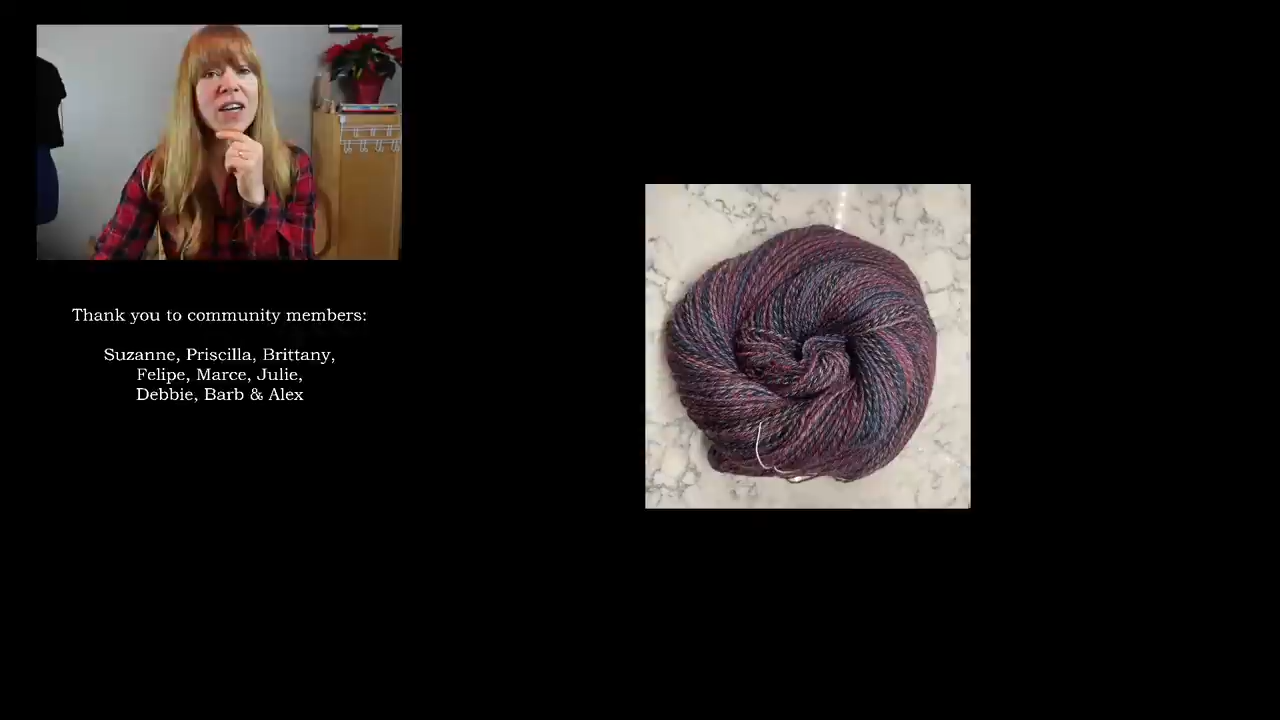 Thank you to community members:
Suzanne, Priscilla, Brittany,
Felipe, Marce, Julie,
Debbie, Barb & Alex